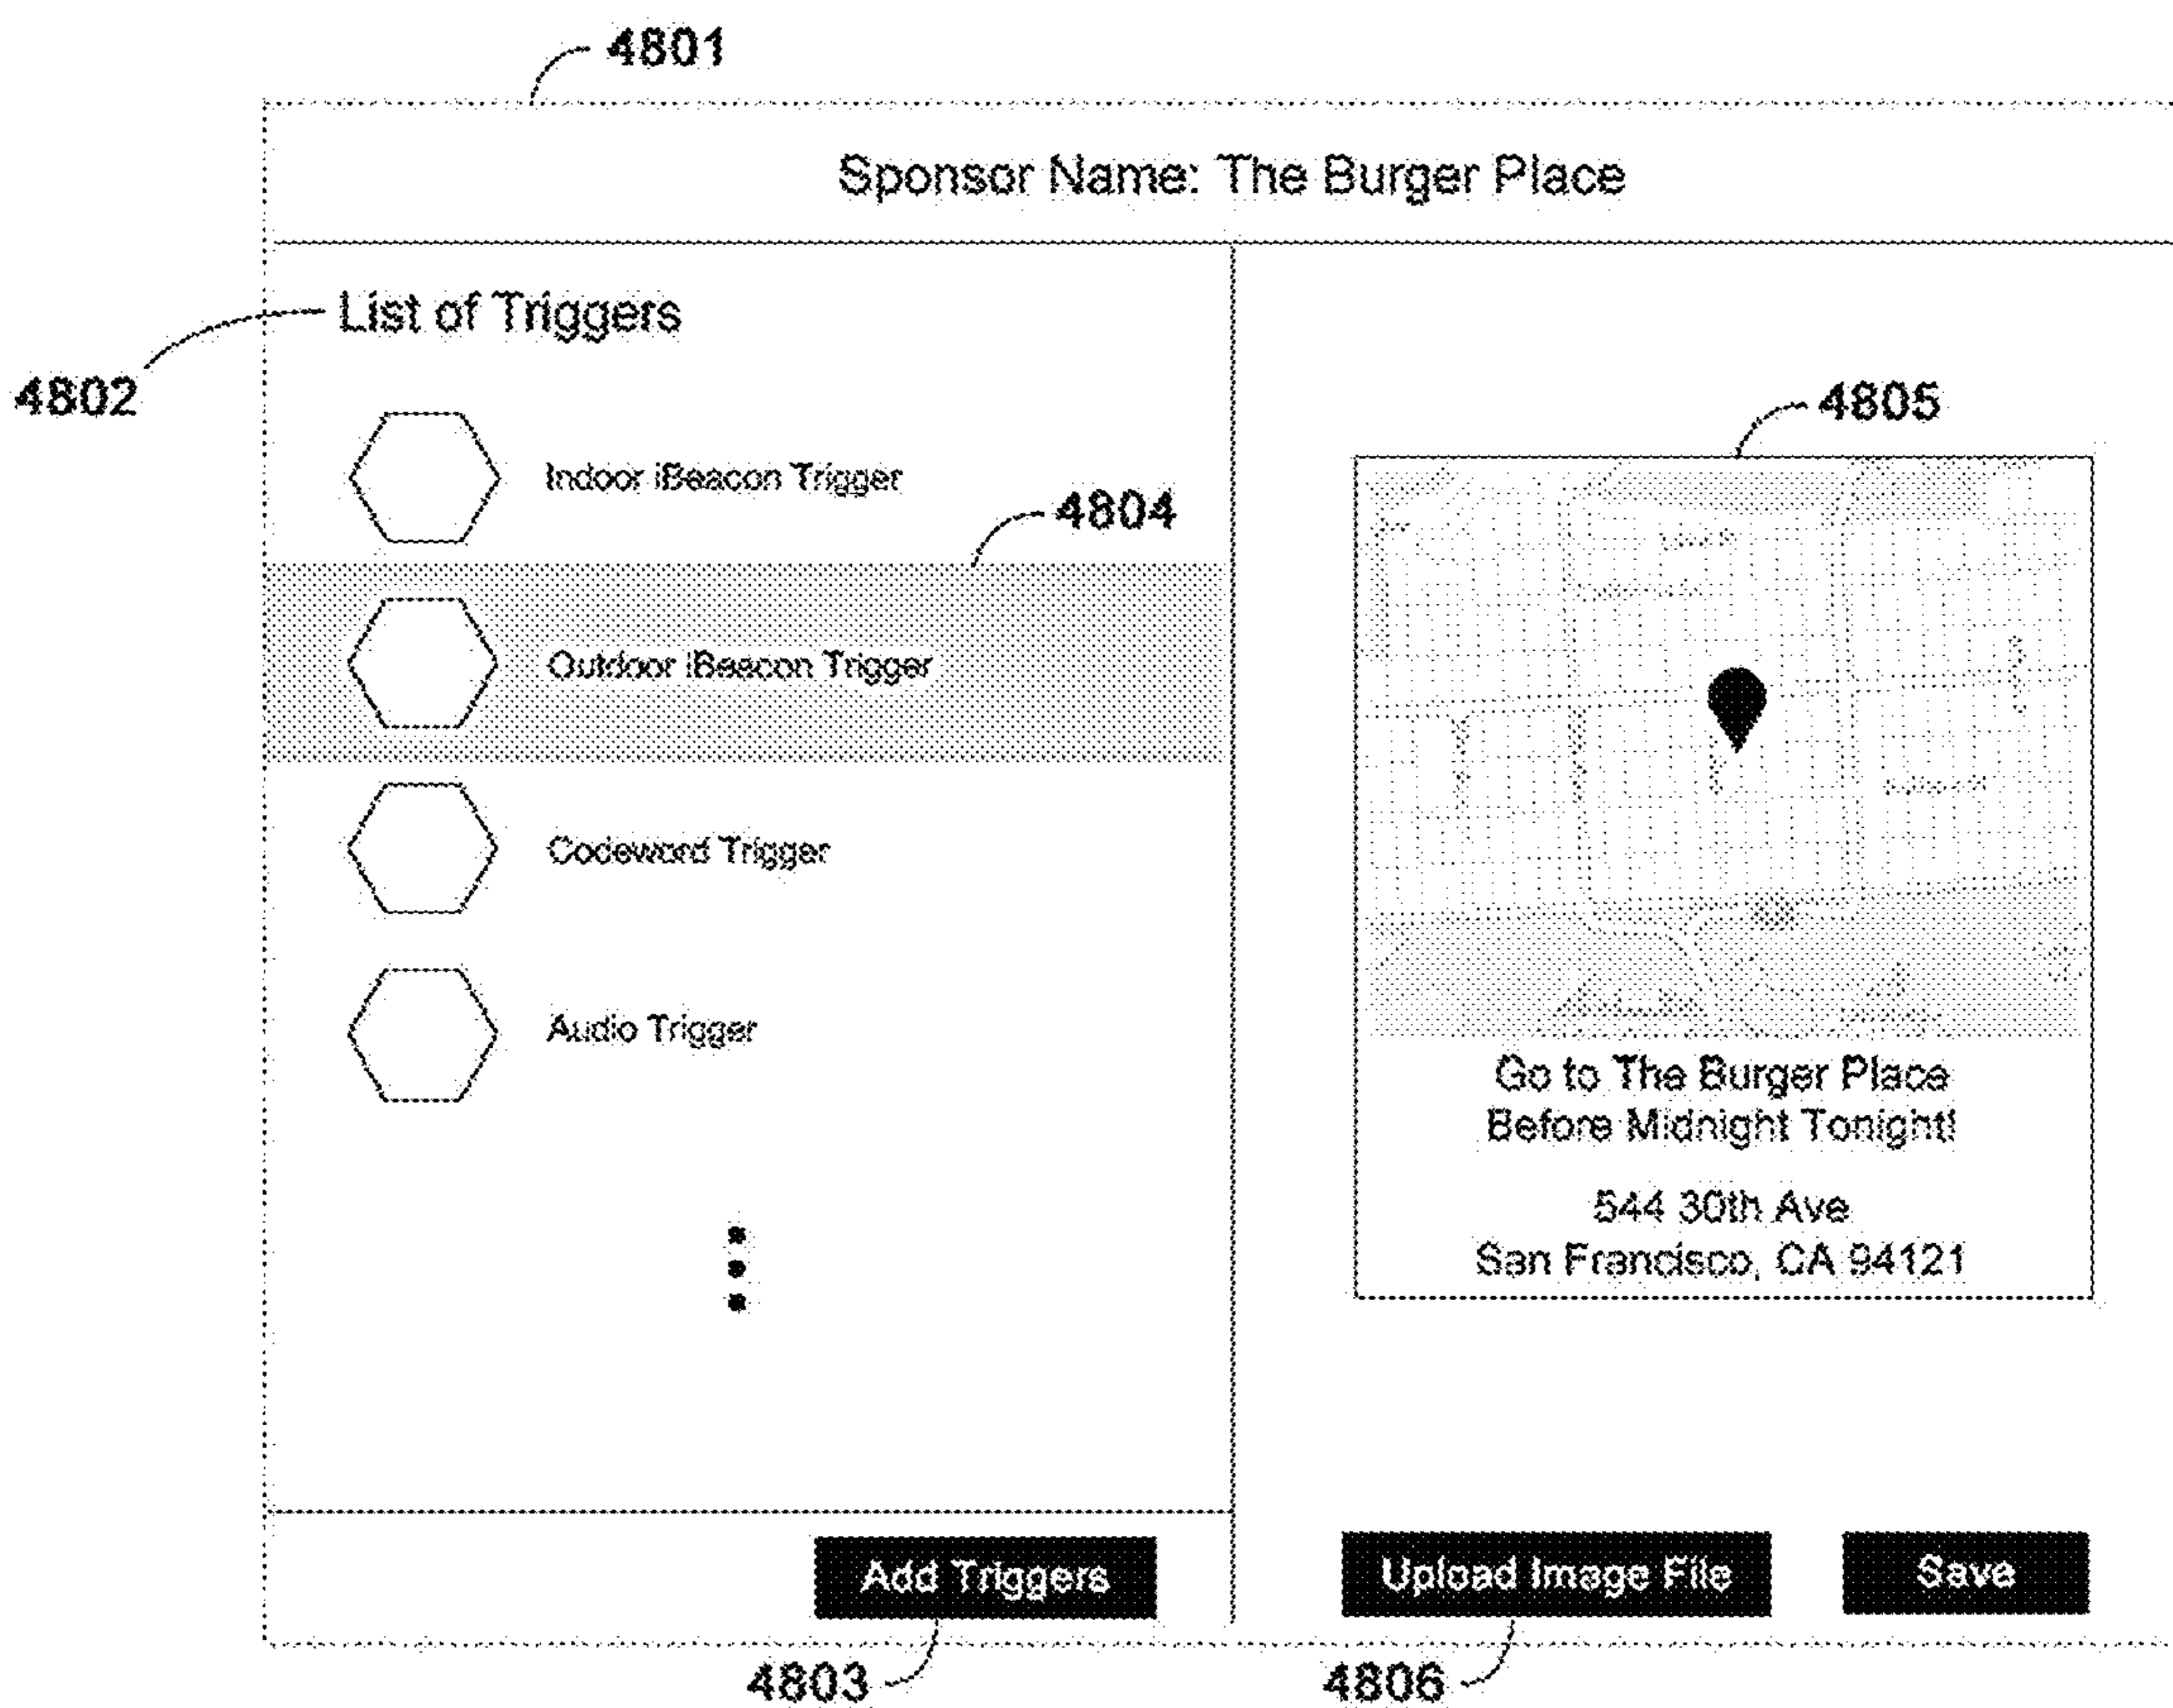 4801
Sponsor Name: The Burger Place
List of Triggers
4802
4805
Indoor iBeacon Trigger
4804
Outdoor iBeacon Trigger
Codeword Trigger
Audio Trigger
Go to The Burger Place
Before Midnight Tonight!
544 30th Ave
San Francisco, CA 94121
Add Triggers
Upload Image File
Save
4803
4806